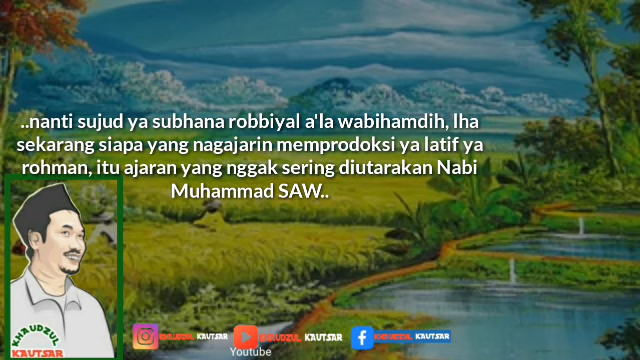 ..nanti sujud ya subhana robbiyal a'la wabihamdih, lha
sekarang siapa yang nagajarin memprodoksi ya latif ya
rohman, itu ajaran yang nggak sering diutarakan Nabi
Muhammad SAW..
KHAUDZUL
KAUTSAR
KHAUDZUL KAUTSAR
KHAUDZUL KAUTSAR
KHAUDZUL KAUTSAR
Youtube